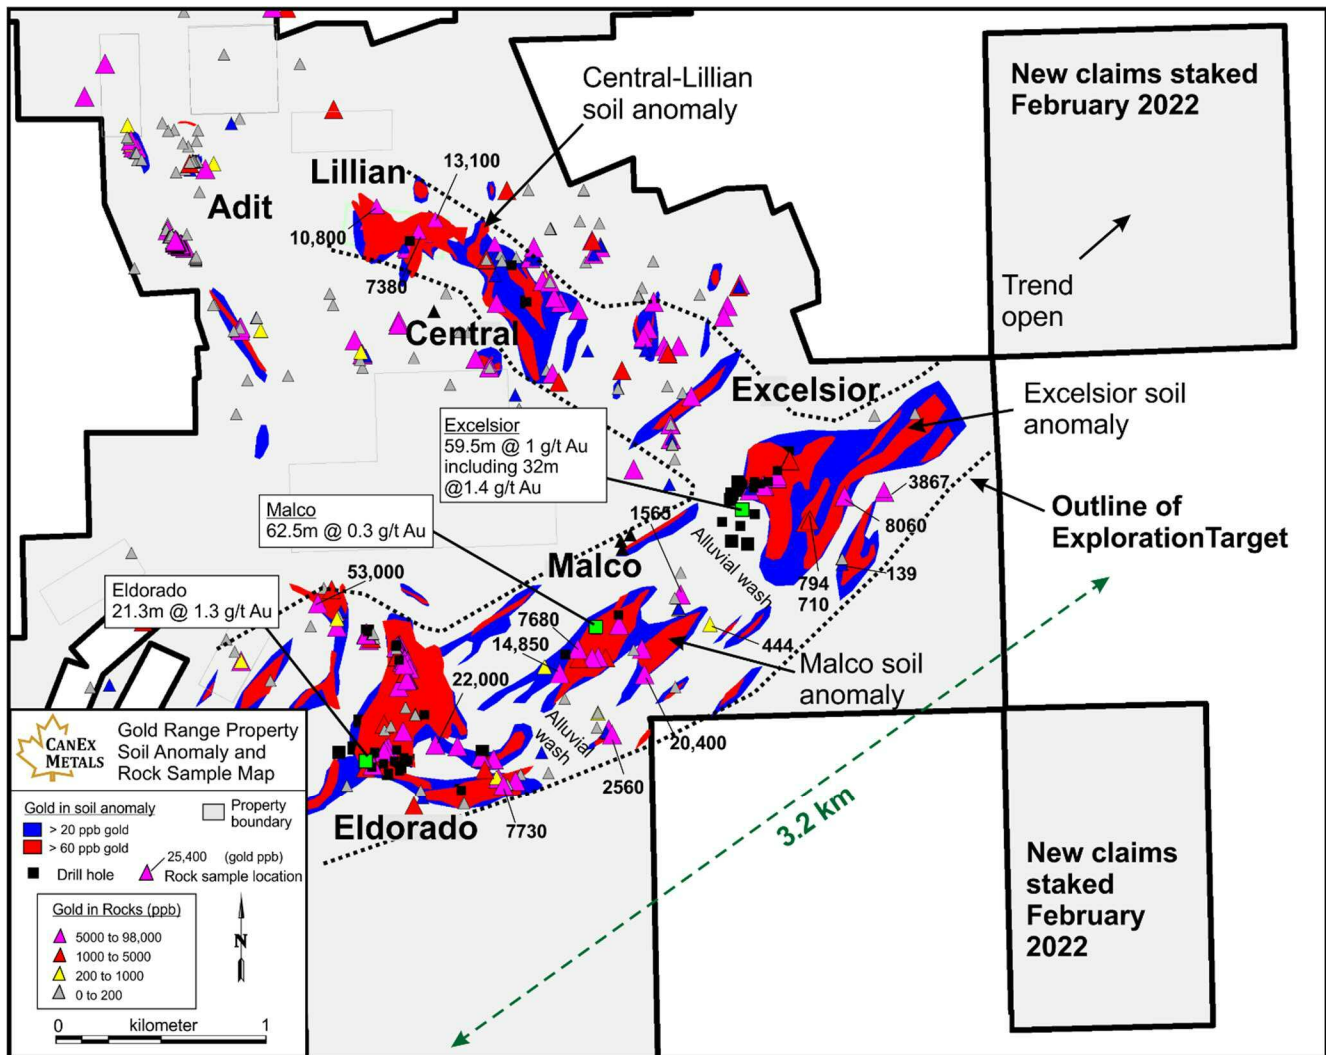 New claims staked
February 2022
Central-Lillian
soil anomaly
Lillian
13,100
Adit
10,800
7380
Central
Trend
open
Excelsior
Excelsior soil
anomaly
Excelsior
59.5m @ 1 g/t Au
including 32m
@1.4 g/t Au
3867
8060
Outline of
ExplorationTarget
Malco
62.5m @ 0.3 g/t Au
1565
Alluvial wash
Malco
139
794
710
53,000
Eldorado
21.3m @ 1.3 g/t Au
7680
14,850
444
Malco soil
anomaly
22,000
Alluvial
wash
20,400
2560
7730
Eldorado
3.2 km
New claims
staked
February
2022
CANEX
METALS
Gold Range Property
Soil Anomaly and
Rock Sample Map
Gold in soil anomaly
> 20 ppb gold
> 60 ppb gold
Property
boundary
Drill hole
25,400 (gold ppb)
Rock sample location
Gold in Rocks (ppb)
5000 to 98,000
1000 to 5000
200 to 1000
0 to 200
N
0 kilometer 1